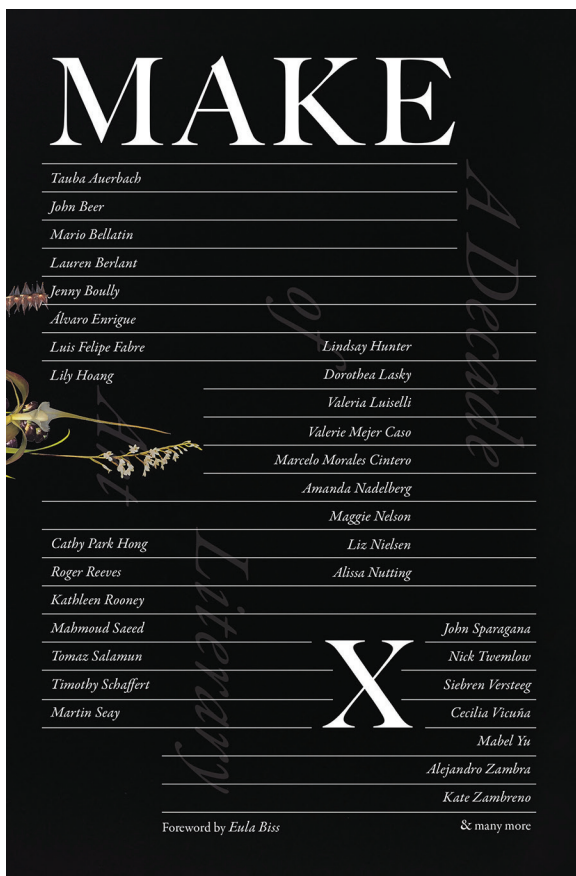 MAKE
Tauba Auerbach
John Beer
Mario Bellatin
Lauren Berlant
Jenny Boully
Álvaro Enrigue
Luis Felipe Fabre
Lily Hoang
Lindsay Hunter
Dorothea Lasky
Valeria Luiselli
Valerie Mejer Caso
Marcelo Morales Cintero
Amanda Nadelberg
Maggie Nelson
Liz Nielsen
Alissa Nutting
Cathy Park Hong
Roger Reeves
Kathleen Rooney
Mahmoud Saeed
Tomaz Salamun
Timothy Schaffert
Martin Seay
X
John Sparagana
Nick Twemlow
Siebren Versteeg
Cecilia Vicuña
Mabel Yu
Alejandro Zambra
Kate Zambreno
& many more
Foreword by Eula Biss
A Decade
of
Literary
Art